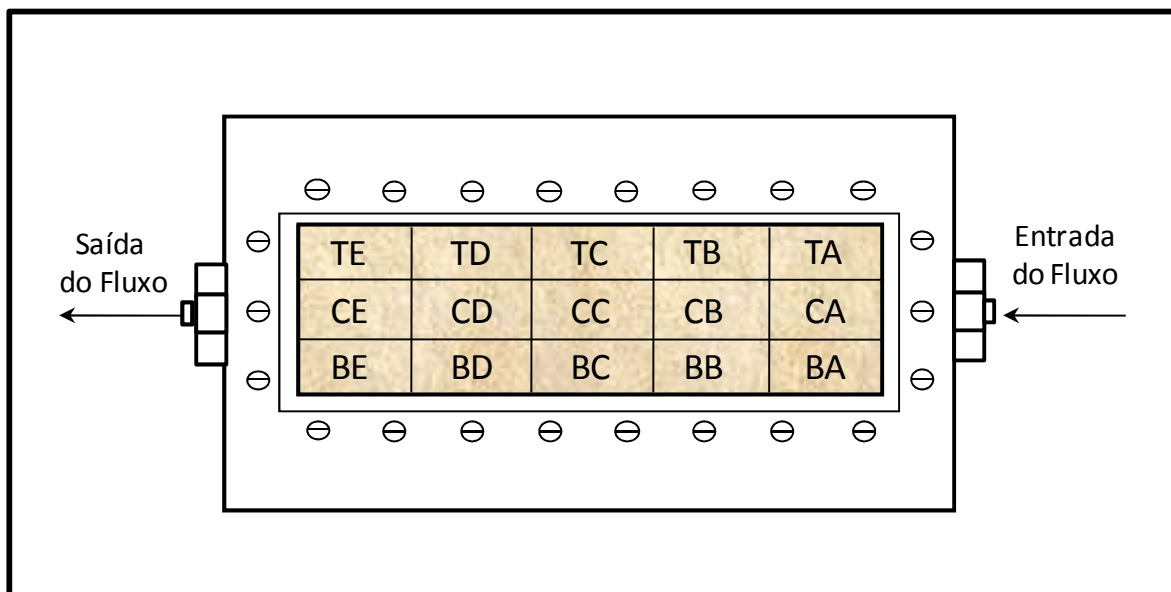 Saída
do Fluxo
TE TD TC TB TA
CE CD CC CB CA
BE BD BC BB BA
Entrada
do Fluxo